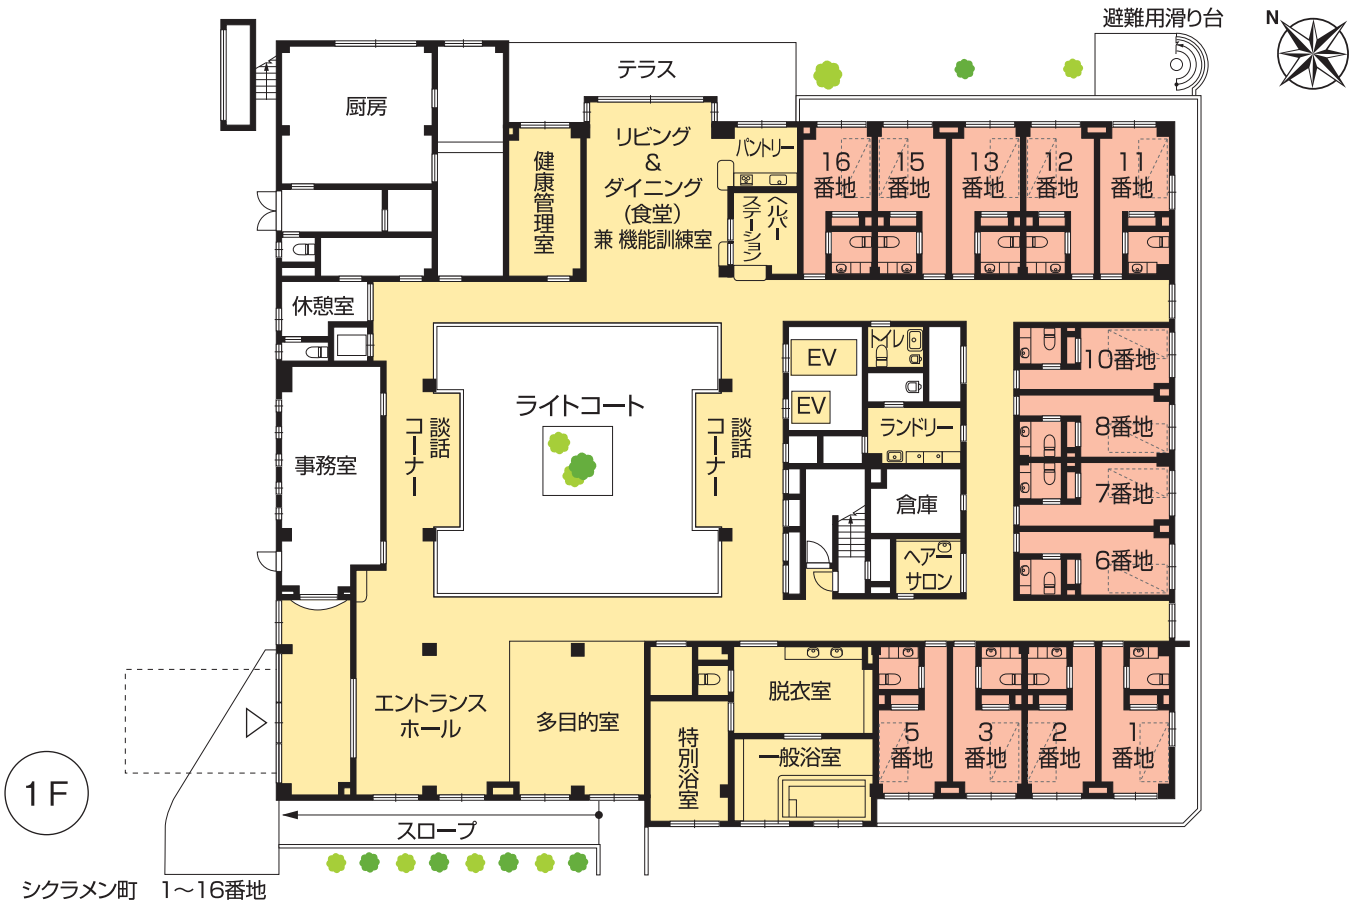 避難用滑り台
N
テラス
厨房
リビング
&
ダイニング
(食堂)
兼 機能訓練室
パントリー
健康管理室
ヘルパー
ステーション
16
番地
15
番地
13
番地
12
番地
11
番地
休憩室
EV
トイレ
10番地
ライトコート
EV
談話
コーナー
談話
コーナー
ランドリー
8番地
事務室
倉庫
7番地
ヘアー
サロン
6番地
エントランス
ホール
多目的室
脱衣室
特別浴室
一般浴室
5
番地
3
番地
2
番地
1
番地
1F
スロープ
シクラメン町 1〜16番地